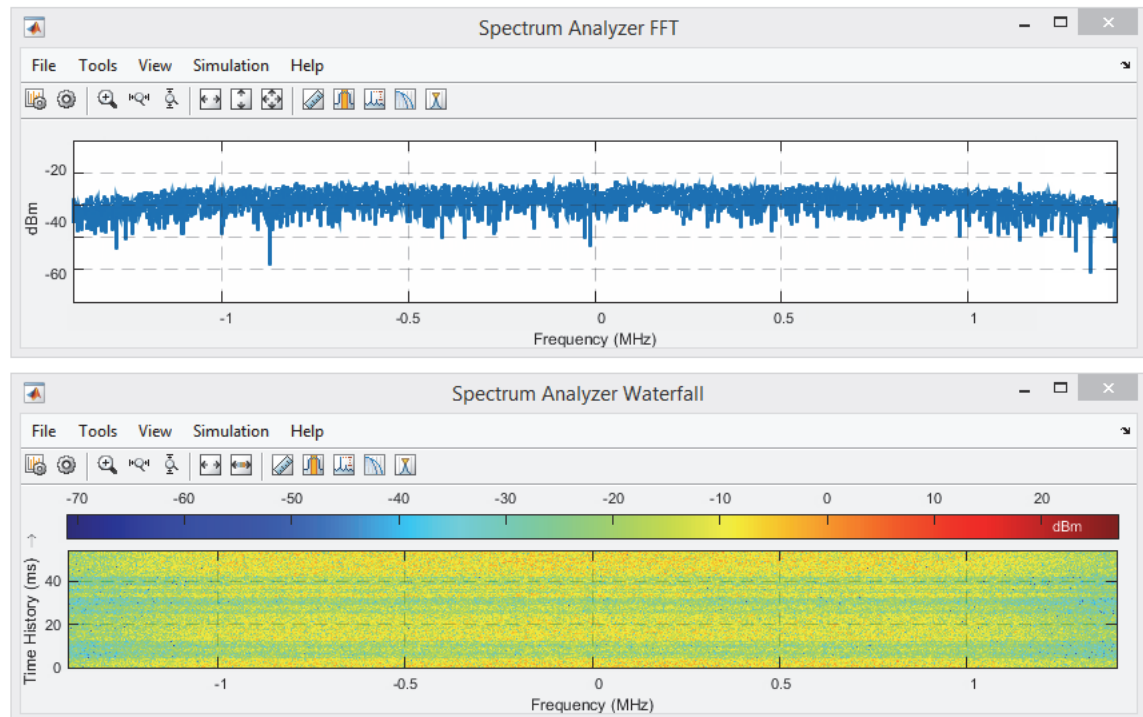 Spectrum Analyzer FFT
File Tools View Simulation Help
-20
-40
-60
dBm
-1 -0.5 0 0.5 1
Frequency (MHz)
Spectrum Analyzer Waterfall
File Tools View Simulation Help
-70 -60 -50 -40 -30 -20 -10 0 10 20
dBm
Time History (ms) →
40
20
0
-1 -0.5 0 0.5 1
Frequency (MHz)